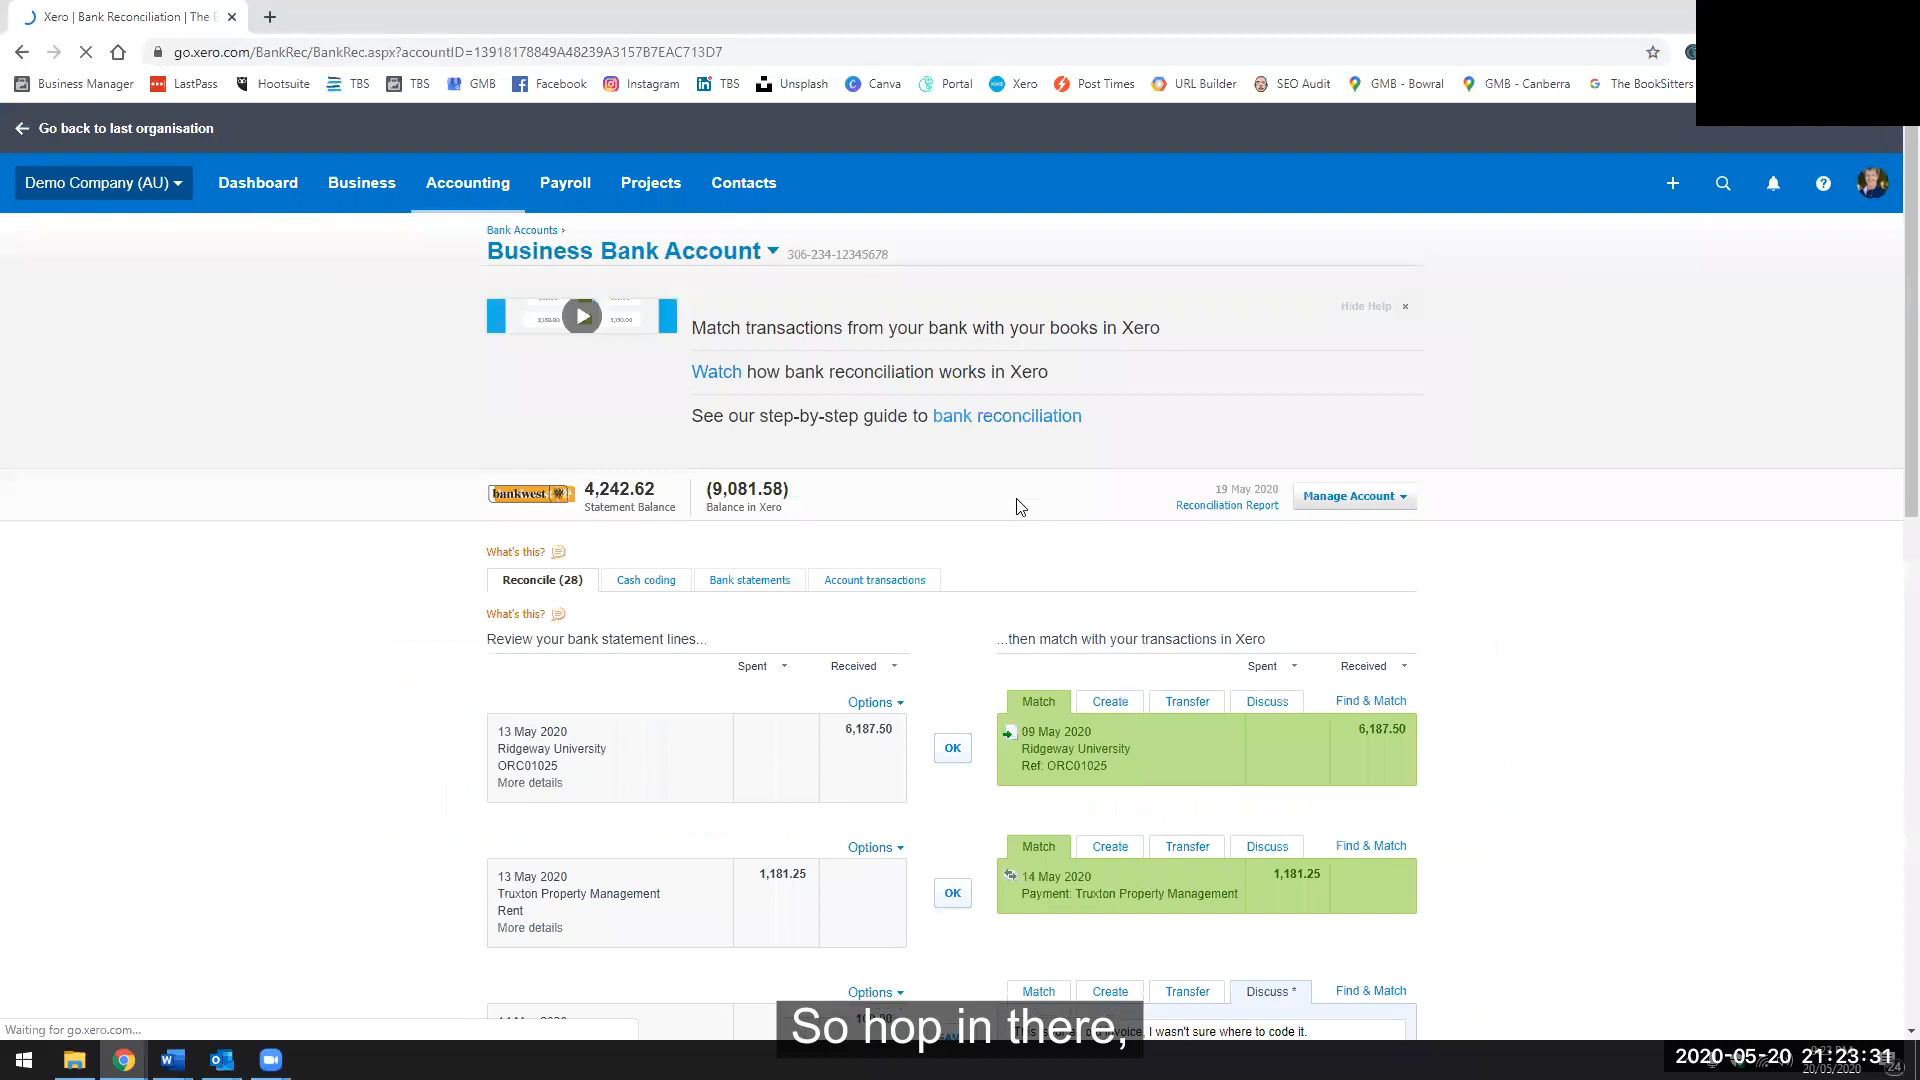 Xero | Bank Reconciliation | The
go.xero.com/BankRec/BankRec.aspx?accountID=13918178849A48239A3157B7EAC713D7
Business Manager LastPass Hootsuite TBS TBS GMB Facebook Instagram TBS Unsplash Canva Portal Xero Post Times URL Builder SEO Audit GMB - Bowral GMB - Canberra The BookSitters
Go back to last organisation
Demo Company (AU) Dashboard Business Accounting Payroll Projects Contacts
Bank Accounts ›
Business Bank Account 306-234-12345678
Hide Help ×
Match transactions from your bank with your books in Xero
Watch how bank reconciliation works in Xero
See our step-by-step guide to bank reconciliation
bankwest 4,242.62 (9,081.58) 19 May 2020 Manage Account
Statement Balance Balance in Xero Reconciliation Report
What's this?
Reconcile (28) Cash coding Bank statements Account transactions
What's this?
Review your bank statement lines... ...then match with your transactions in Xero
Spent Received Spent Received
Options Match Create Transfer Discuss Find & Match
13 May 2020 6,187.50 09 May 2020 6,187.50
Ridgeway University OK Ridgeway University
ORC01025 Ref: ORC01025
More details
Options Match Create Transfer Discuss Find & Match
13 May 2020 1,181.25 14 May 2020 1,181.25
Truxton Property Management OK Payment: Truxton Property Management
Rent
More details
Options Match Create Transfer Discuss * Find & Match
I wasn't sure where to code it.
So hop in there,
Waiting for go.xero.com...
2020-05-20 21:23:31
20/05/2020
24